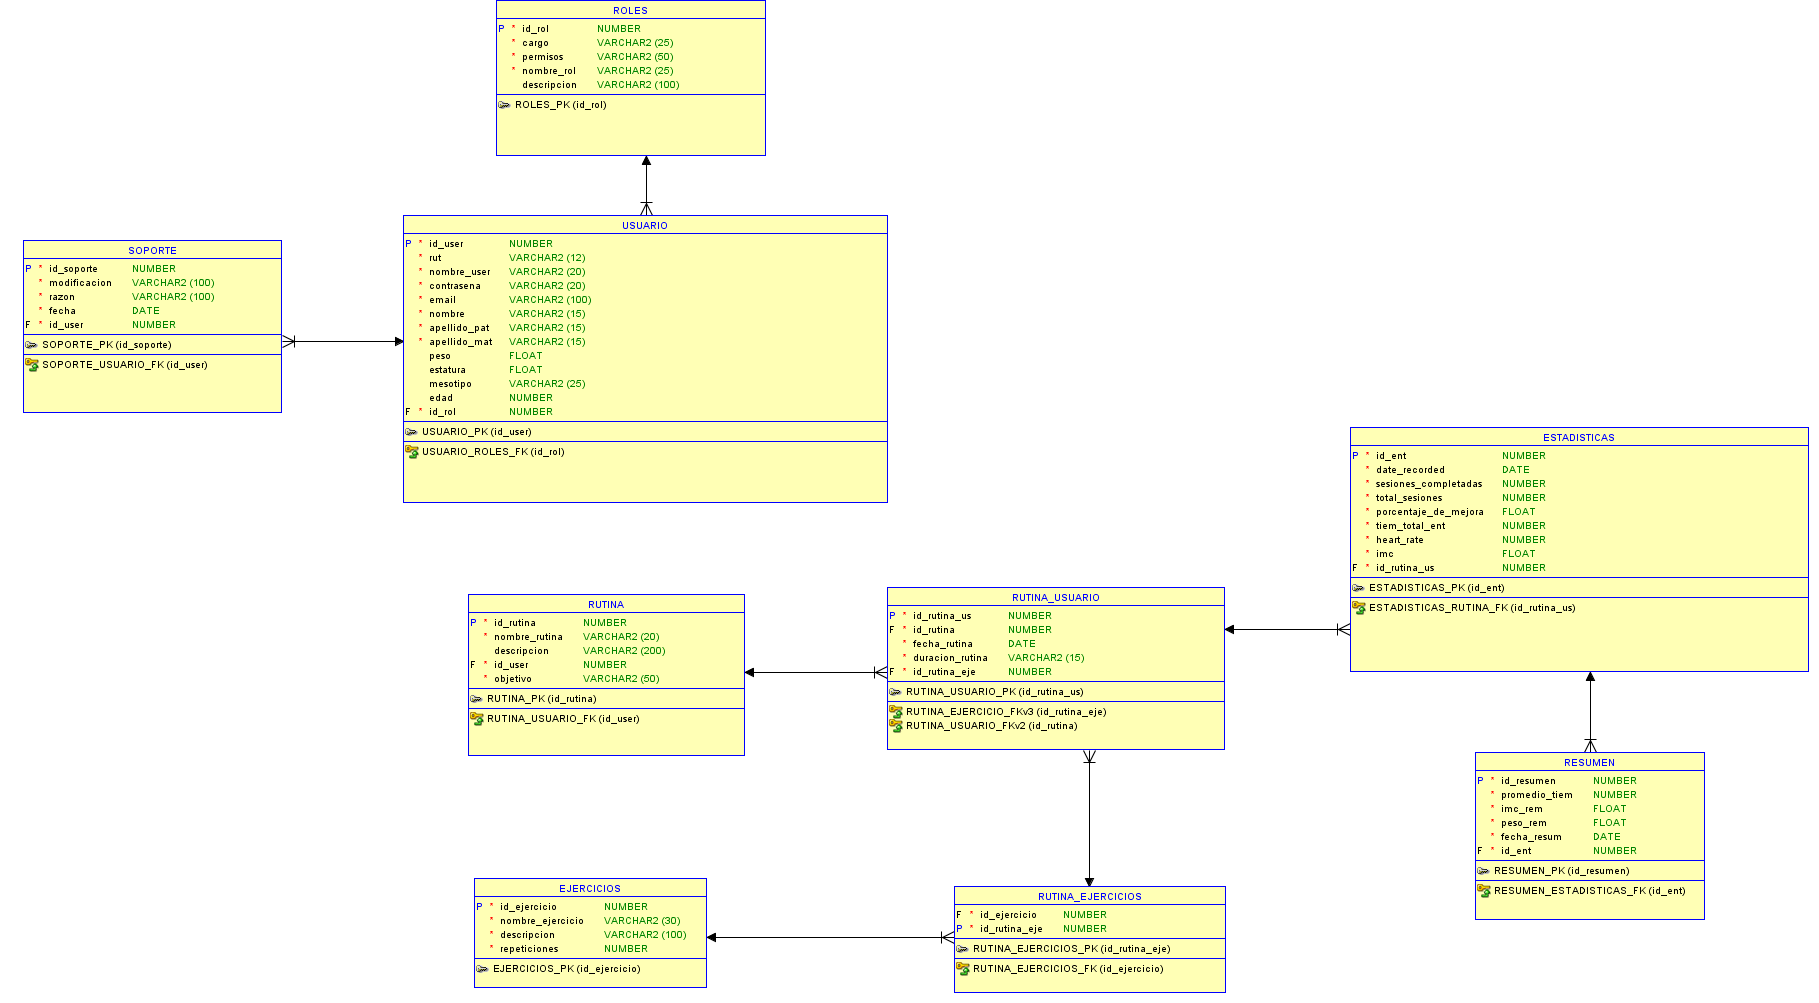 ROLES
P * id_rol NUMBER
* cargo VARCHAR2 (25)
* permisos VARCHAR2 (50)
* nombre_rol VARCHAR2 (25)
descripcion VARCHAR2 (100)
ROLES_PK (id_rol)
SOPORTE
P * id_soporte NUMBER
* modificacion VARCHAR2 (100)
* razon VARCHAR2 (100)
* fecha DATE
F * id_user NUMBER
SOPORTE_PK (id_soporte)
SOPORTE_USUARIO_FK (id_user)
USUARIO
P * id_user NUMBER
* rut VARCHAR2 (12)
* nombre_user VARCHAR2 (20)
* contrasena VARCHAR2 (20)
* email VARCHAR2 (100)
* nombre VARCHAR2 (15)
* apellido_pat VARCHAR2 (15)
* apellido_mat VARCHAR2 (15)
peso FLOAT
estatura FLOAT
mesotipo VARCHAR2 (25)
edad NUMBER
F * id_rol NUMBER
USUARIO_PK (id_user)
USUARIO_ROLES_FK (id_rol)
ESTADISTICAS
P * id_ent NUMBER
* date_recorded DATE
* sesiones_completadas NUMBER
* total_sesiones NUMBER
* porcentaje_de_mejora FLOAT
* tiem_total_ent NUMBER
* heart_rate NUMBER
* imc FLOAT
F * id_rutina_us NUMBER
ESTADISTICAS_PK (id_ent)
ESTADISTICAS_RUTINA_FK (id_rutina_us)
RUTINA
P * id_rutina NUMBER
* nombre_rutina VARCHAR2 (20)
descripcion VARCHAR2 (200)
F * id_user NUMBER
* objetivo VARCHAR2 (50)
RUTINA_PK (id_rutina)
RUTINA_USUARIO_FK (id_user)
RUTINA_USUARIO
P * id_rutina_us NUMBER
F * id_rutina NUMBER
* fecha_rutina DATE
* duracion_rutina VARCHAR2 (15)
F * id_rutina_eje NUMBER
RUTINA_USUARIO_PK (id_rutina_us)
RUTINA_EJERCICIO_FKv3 (id_rutina_eje)
RUTINA_USUARIO_FKv2 (id_rutina)
RESUMEN
P * id_resumen NUMBER
* promedio_tiem NUMBER
* imc_rem FLOAT
* peso_rem FLOAT
* fecha_resum DATE
F * id_ent NUMBER
RESUMEN_PK (id_resumen)
RESUMEN_ESTADISTICAS_FK (id_ent)
EJERCICIOS
P * id_ejercicio NUMBER
* nombre_ejercicio VARCHAR2 (30)
* descripcion VARCHAR2 (100)
* repeticiones NUMBER
EJERCICIOS_PK (id_ejercicio)
RUTINA_EJERCICIOS
F * id_ejercicio NUMBER
P * id_rutina_eje NUMBER
RUTINA_EJERCICIOS_PK (id_rutina_eje)
RUTINA_EJERCICIOS_FK (id_ejercicio)